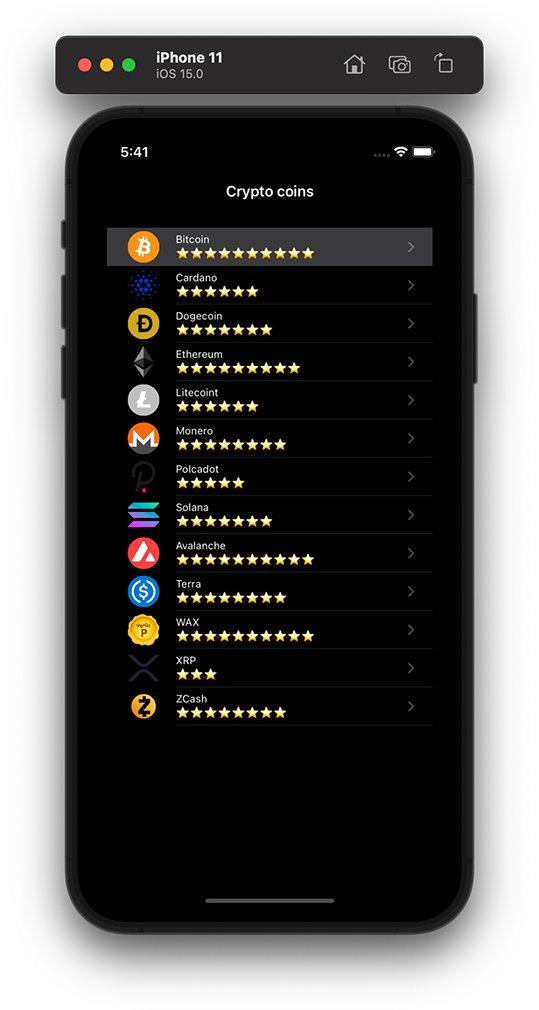 iPhone 11
iOS 15.0
5:41
Crypto coins
Bitcoin
⭐⭐⭐⭐⭐⭐⭐⭐⭐⭐
Cardano
⭐⭐⭐⭐⭐⭐
Dogecoin
⭐⭐⭐⭐⭐⭐⭐
Ethereum
⭐⭐⭐⭐⭐⭐⭐⭐⭐
Litecoint
⭐⭐⭐⭐⭐⭐
Monero
⭐⭐⭐⭐⭐⭐⭐⭐
Polcadot
⭐⭐⭐⭐⭐
Solana
⭐⭐⭐⭐⭐⭐⭐
Avalanche
⭐⭐⭐⭐⭐⭐⭐⭐⭐⭐
Terra
⭐⭐⭐⭐⭐⭐⭐⭐
WAX
⭐⭐⭐⭐⭐⭐⭐⭐⭐⭐
XRP
⭐⭐⭐
ZCash
⭐⭐⭐⭐⭐⭐⭐⭐